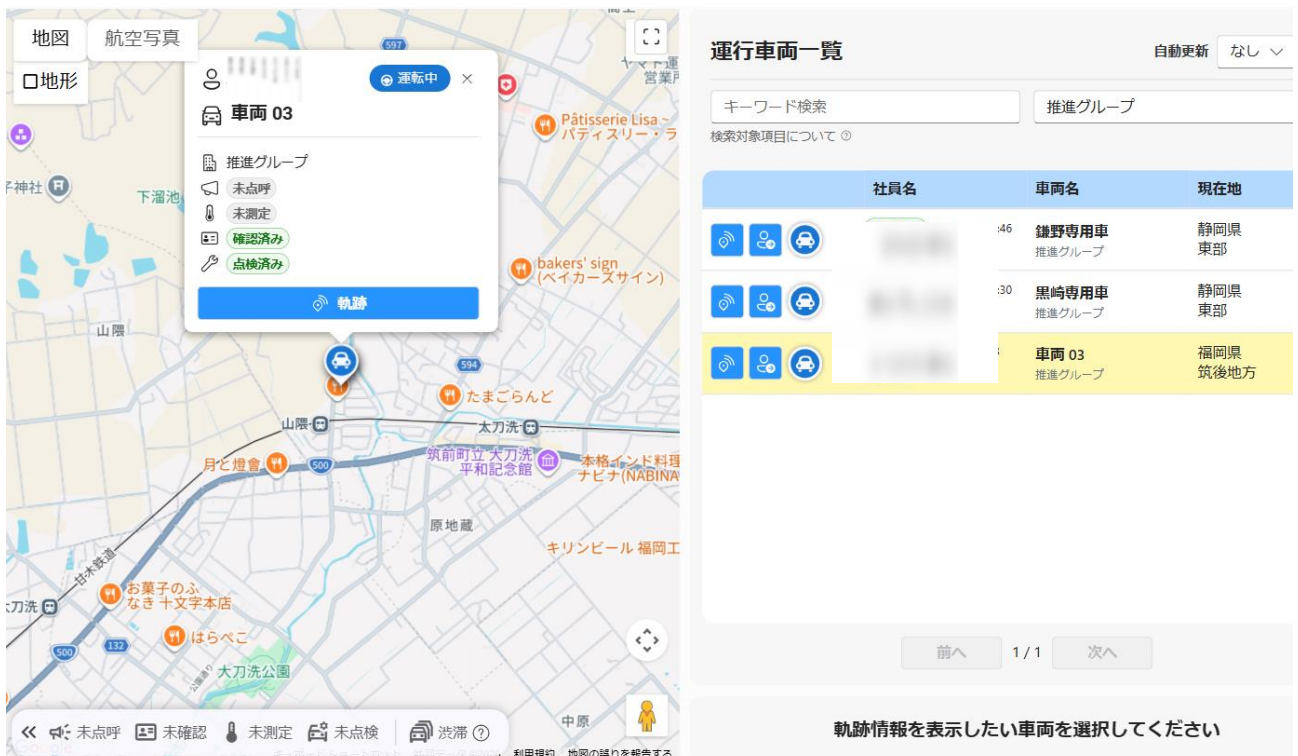 地図
航空写真
地形
597
運転中
車両 03
推進グループ
未点呼
未測定
確認済み
点検済み
軌跡
営業所
Pâtisserie Lisa ~
パティスリー・ラ
子神社
下溜池
bakers' sign
(ベイカーズサイン)
山隈
594
たまごらんど
山隈
太刀洗
月と燈會
500
筑前町立 大刀洗
平和記念館
本格インド料理
ナビナ(NABINA
原地蔵
キリンビール 福岡工
甘木鉄道
お菓子のふ
なき 十文字本店
大刀洗
はらぺこ
500
132
大刀洗公園
中原
未点呼
未確認
未測定
未点検
渋滞
利用規約
地図の誤りを報告する
運行車両一覧
自動更新
なし
キーワード検索
推進グループ
検索対象項目について
社員名
車両名
現在地
:46
鎌野専用車
推進グループ
静岡県
東部
:30
黒崎専用車
推進グループ
静岡県
東部
車両 03
推進グループ
福岡県
筑後地方
前へ
1 / 1
次へ
軌跡情報を表示したい車両を選択してください